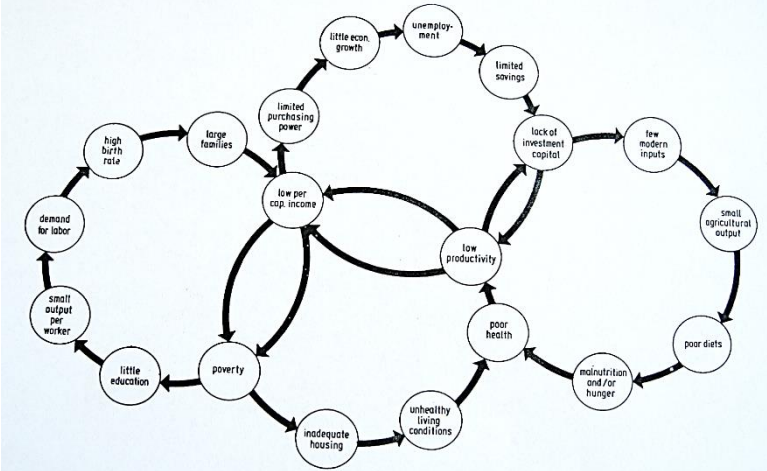 unemploy-
ment
little econ.
growth
limited
savings
limited
purchasing
power
lack of
investment
capital
few
modern
inputs
large
families
high
birth
rate
low per
cap. income
demand
for labor
small
agricultural
output
low
productivity
small
output
per
worker
poor
health
poor diets
poverty
little
education
malnutrition
and/or
hunger
unhealthy
living
conditions
inadequate
housing